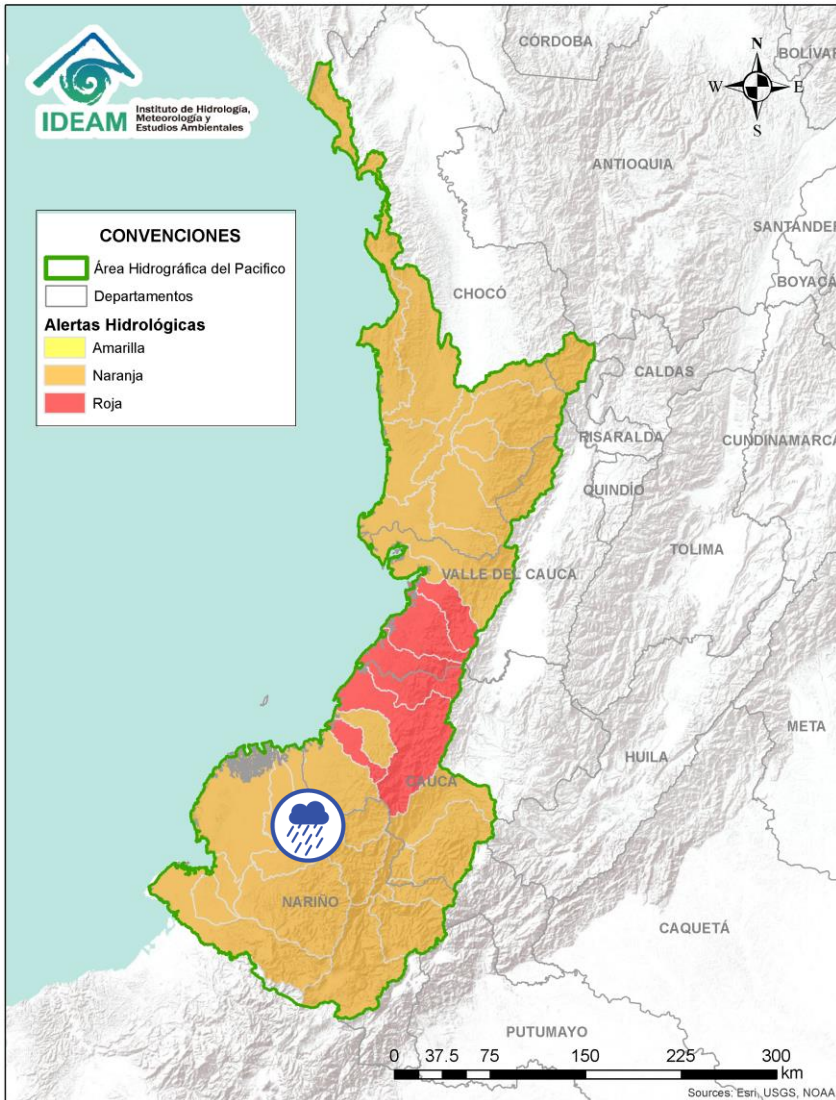 IDEAM
Instituto de Hidrología,
Meteorología y
Estudios Ambientales
CÓRDOBA
BOLÍVAR
N
W
E
S
ANTIOQUIA
SANTANDER
BOYACÁ
CONVENCIONES
Área Hidrográfica del Pacifico
Departamentos
Alertas Hidrológicas
Amarilla
Naranja
Roja
CHOCÓ
CALDAS
RISARALDA
CUNDINAMARCA
QUINDÍO
TOLIMA
VALLE DEL CAUCA
META
HUILA
CAUCA
NARIÑO
CAQUETÁ
PUTUMAYO
0 37.5 75 150 225 300
km
Sources: Esri, USGS, NOAA